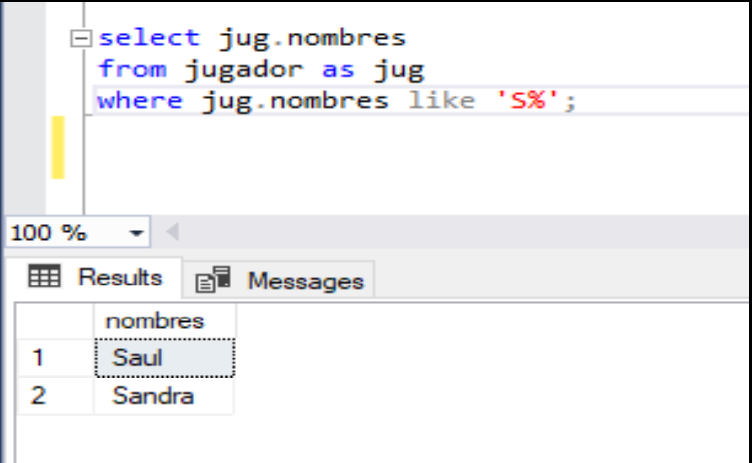 select jug.nombres
from jugador as jug
where jug.nombres like 'S%';
100 %
Results Messages
nombres
1 Saul
2 Sandra